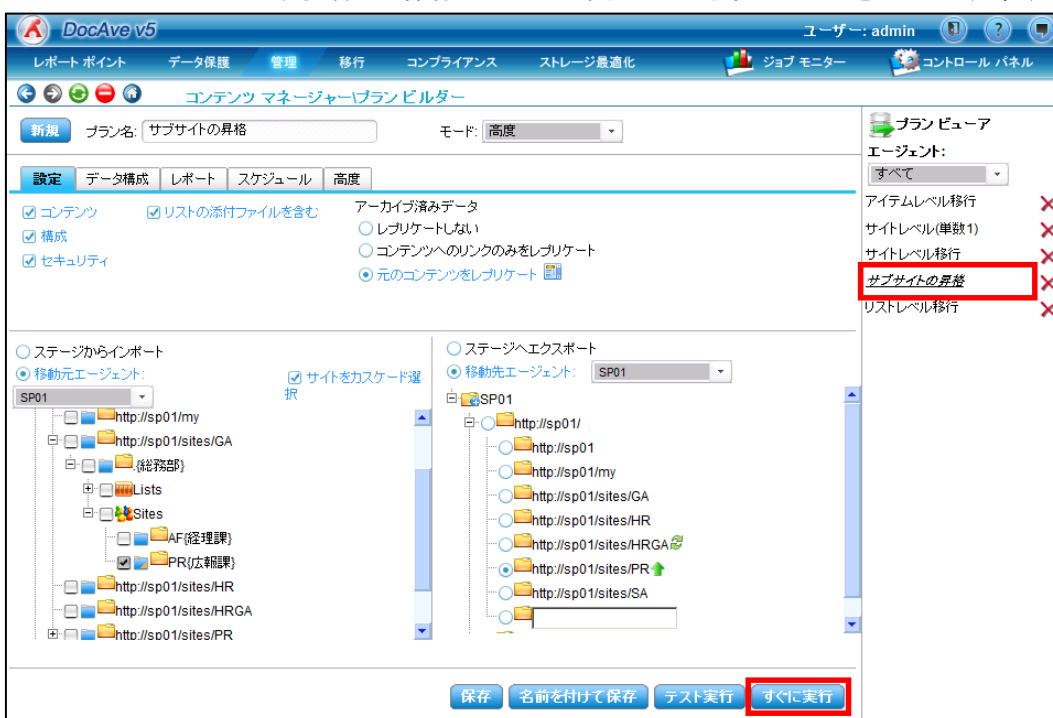 DocAve v5
ユーザー: admin
レポート ポイント データ保護 管理 移行 コンプライアンス ストレージ最適化 ジョブ モニター コントロール パネル
コンテンツ マネージャー\プラン ビルダー
新規 プラン名: サブサイトの昇格 モード: 高度
プラン ビューア
エージェント:
すべて
アイテムレベル移行
サイトレベル(単数1)
サイトレベル移行
サブサイトの昇格
リストレベル移行
設定 データ構成 レポート スケジュール 高度
コンテンツ リストの添付ファイルを含む
構成
セキュリティ
アーカイブ済みデータ
レプリケートしない
コンテンツへのリンクのみをレプリケート
元のコンテンツをレプリケート
ステージからインポート
移動元エージェント:
SP01
サイトをカスケード選
択
http://sp01/my
http://sp01/sites/GA
.{総務部}
Lists
Sites
AF{経理課}
PR{広報課}
http://sp01/sites/HR
http://sp01/sites/HRGA
http://sp01/sites/PR
ステージへエクスポート
移動先エージェント: SP01
SP01
http://sp01/
http://sp01
http://sp01/my
http://sp01/sites/GA
http://sp01/sites/HR
http://sp01/sites/HRGA
http://sp01/sites/PR
http://sp01/sites/SA
保存 名前を付けて保存 テスト実行 すぐに実行